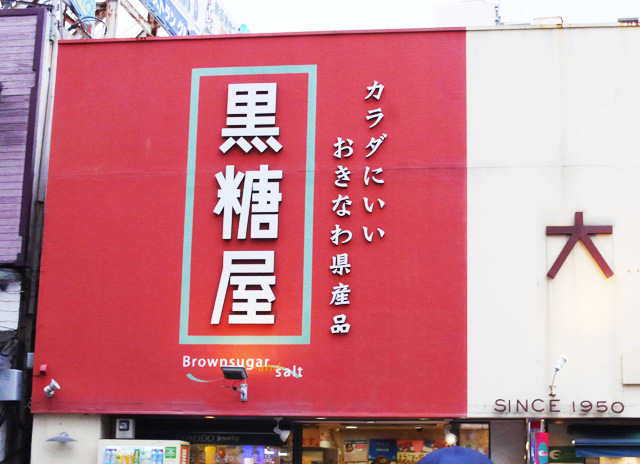 カラダにいい
おきなわ県産品
黒糖屋
Brownsugar
and
salt
大
SINCE 1950